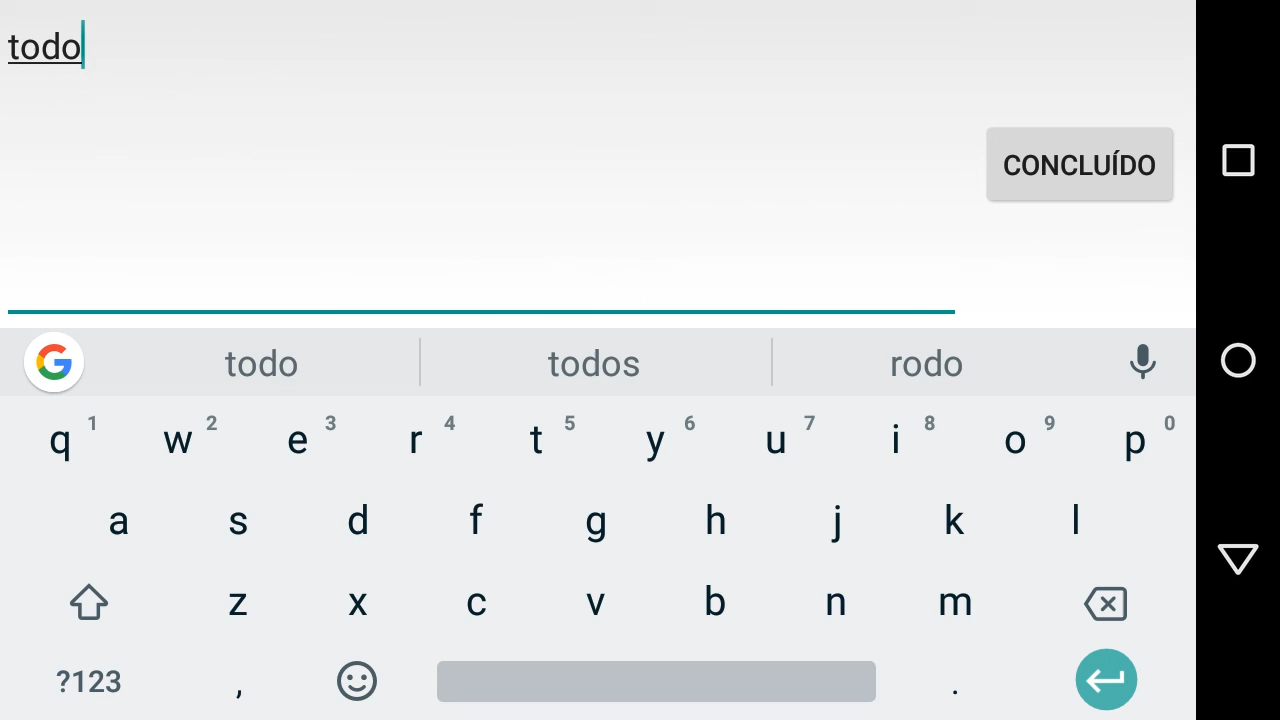 todo
CONCLUÍDO
todo todos rodo
q 1 w 2 e 3 r 4 t 5 y 6 u 7 i 8 o 9 p 0
a s d f g h j k l
z x c v b n m
?123 , .